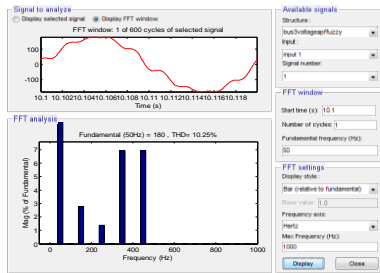 Signal to analyze
Display selected signal Display FFT window
FFT window: 1 of 600 cycles of selected signal
100
0
-100
10.1 10.102 10.104 10.106 10.108 10.11 10.112 10.114 10.116 10.118
Time (s)
FFT analysis
Fundamental (50Hz) = 180 , THD= 10.25%
Mag (% of Fundamental)
7
6
5
4
3
2
1
0
0 200 400 600 800 1000
Frequency (Hz)
Available signals
Structure :
bus3voltageapffuzzy
Input :
input 1
Signal number:
1
FFT window
Start time (s): 10.1
Number of cycles: 1
Fundamental frequency (Hz):
50
FFT settings
Display style :
Bar (relative to fundamental)
Base value: 1.0
Frequency axis:
Hertz
Max Frequency (Hz):
1000
Display Close